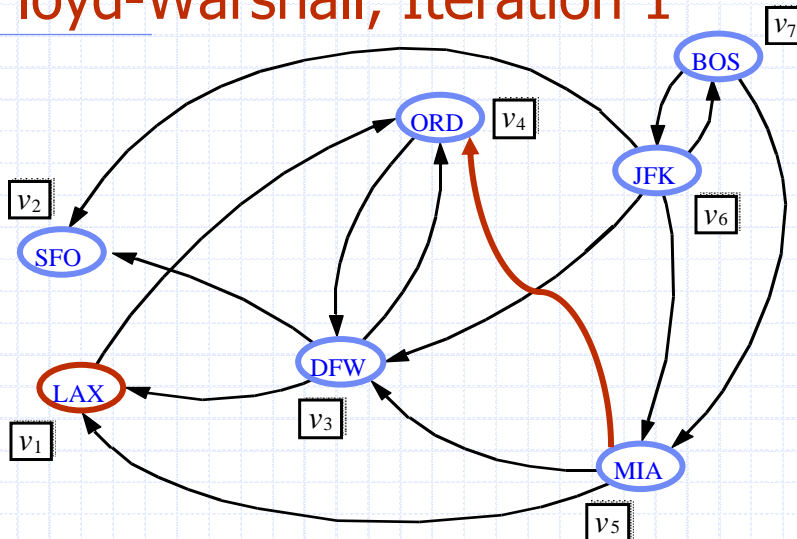 loyd-Warshall, Iteration 1
BOS
v7
ORD
v4
JFK
v6
v2
SFO
DFW
v3
LAX
v1
MIA
v5